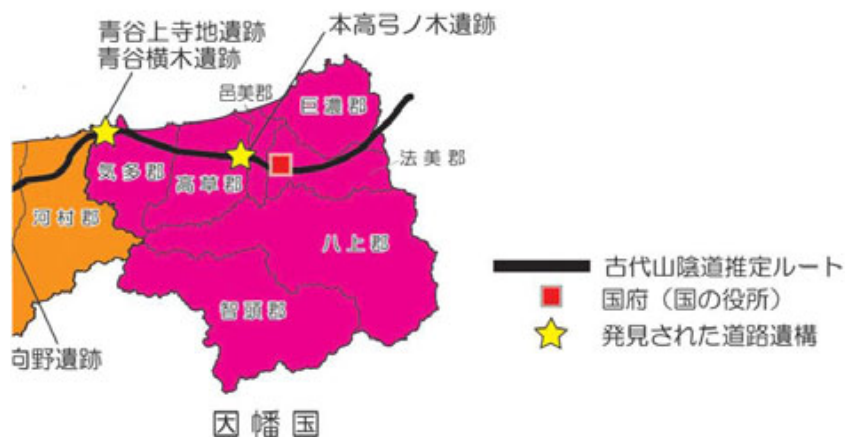 青谷上寺地遺跡
青谷横木遺跡
本高弓ノ木遺跡
邑美郡
巨濃郡
法美郡
気多郡
高草郡
河村郡
八上郡
智頭郡
向野遺跡
因幡国
古代山陰道推定ルート
国府（国の役所）
発見された道路遺構